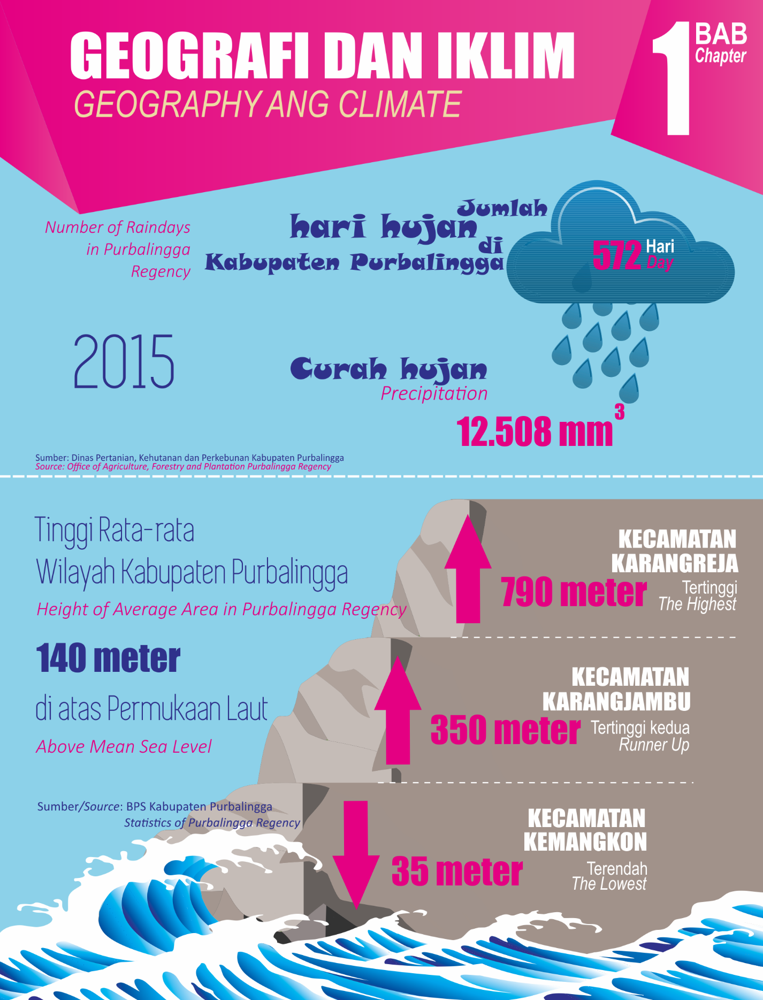 GEOGRAFI DAN IKLIM
GEOGRAPHY ANG CLIMATE
1
BAB
Chapter
Number of Raindays
in Purbalingga
Regency
Jumlah
hari hujan
di
Kabupaten Purbalingga
572 Hari
Day
2015
Curah hujan
Precipitation
12.508 mm³
Sumber: Dinas Pertanian, Kehutanan dan Perkebunan Kabupaten Purbalingga
Source: Office of Agriculture, Forestry and Plantation Purbalingga Regency
Tinggi Rata-rata
Wilayah Kabupaten Purbalingga
Height of Average Area in Purbalingga Regency
140 meter
di atas Permukaan Laut
Above Mean Sea Level
Sumber/Source: BPS Kabupaten Purbalingga
Statistics of Purbalingga Regency
KECAMATAN
KARANGREJA
790 meter
Tertinggi
The Highest
KECAMATAN
KARANGJAMBU
350 meter
Tertinggi kedua
Runner Up
KECAMATAN
KEMANGKON
35 meter
Terendah
The Lowest